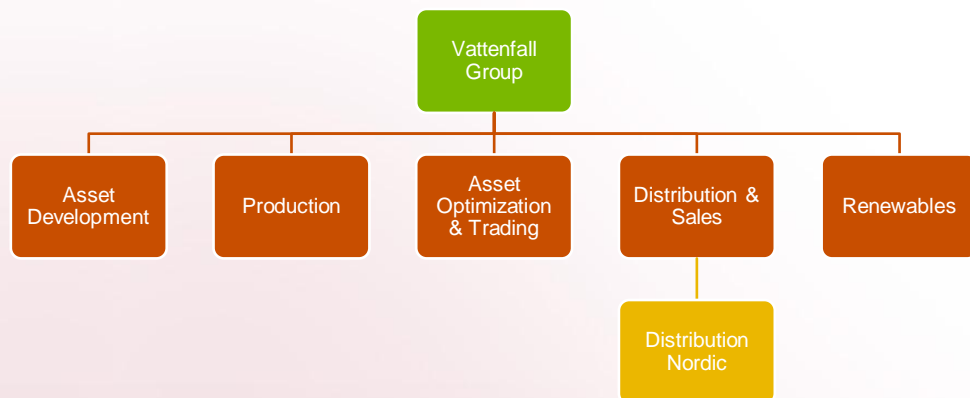 Vattenfall
Group
Asset
Development
Production
Asset
Optimization
& Trading
Distribution &
Sales
Renewables
Distribution
Nordic